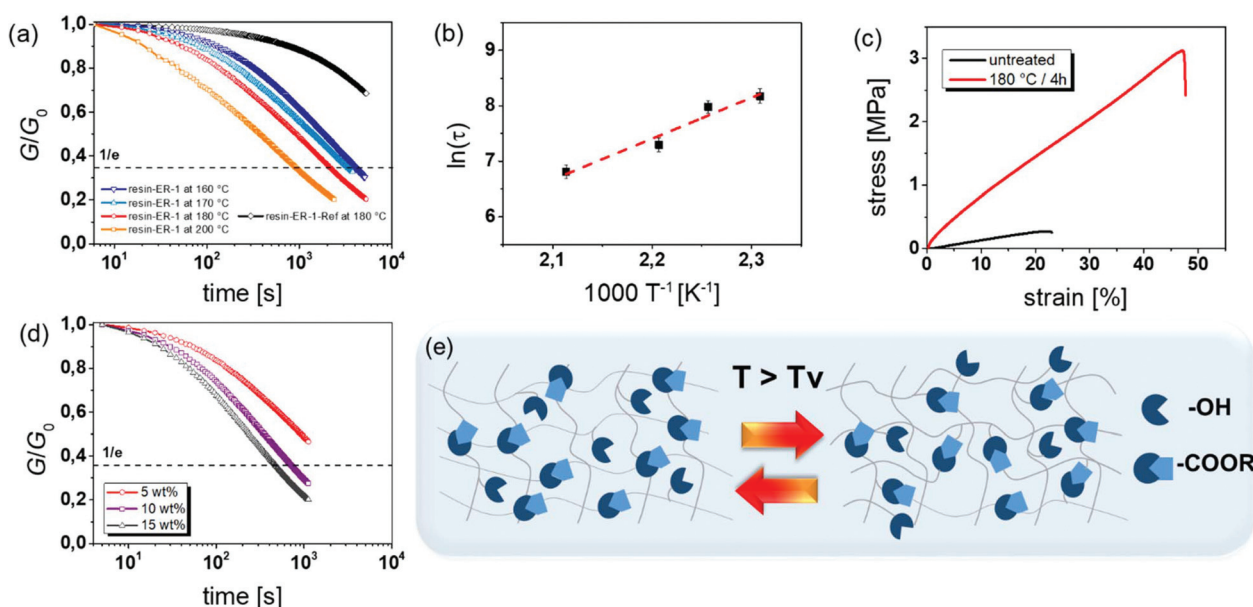 (a)
G/G0
1,0
0,8
0,6
0,4
0,2
0,0
1/e
resin-ER-1 at 160 °C
resin-ER-1 at 170 °C
resin-ER-1 at 180 °C
resin-ER-1 at 200 °C
resin-ER-1-Ref at 180 °C
10¹ 10² 10³ 10⁴
time [s]
(b)
ln(τ)
9
8
7
6
2,1 2,2 2,3
1000 T⁻¹ [K⁻¹]
(c)
stress [MPa]
3
2
1
0
untreated
180 °C / 4h
0 10 20 30 40 50
strain [%]
(d)
G/G₀
1,0
0,8
0,6
0,4
0,2
0,0
1/e
5 wt%
10 wt%
15 wt%
10¹ 10² 10³ 10⁴
time [s]
(e)
T > Tv
-OH
-COOR